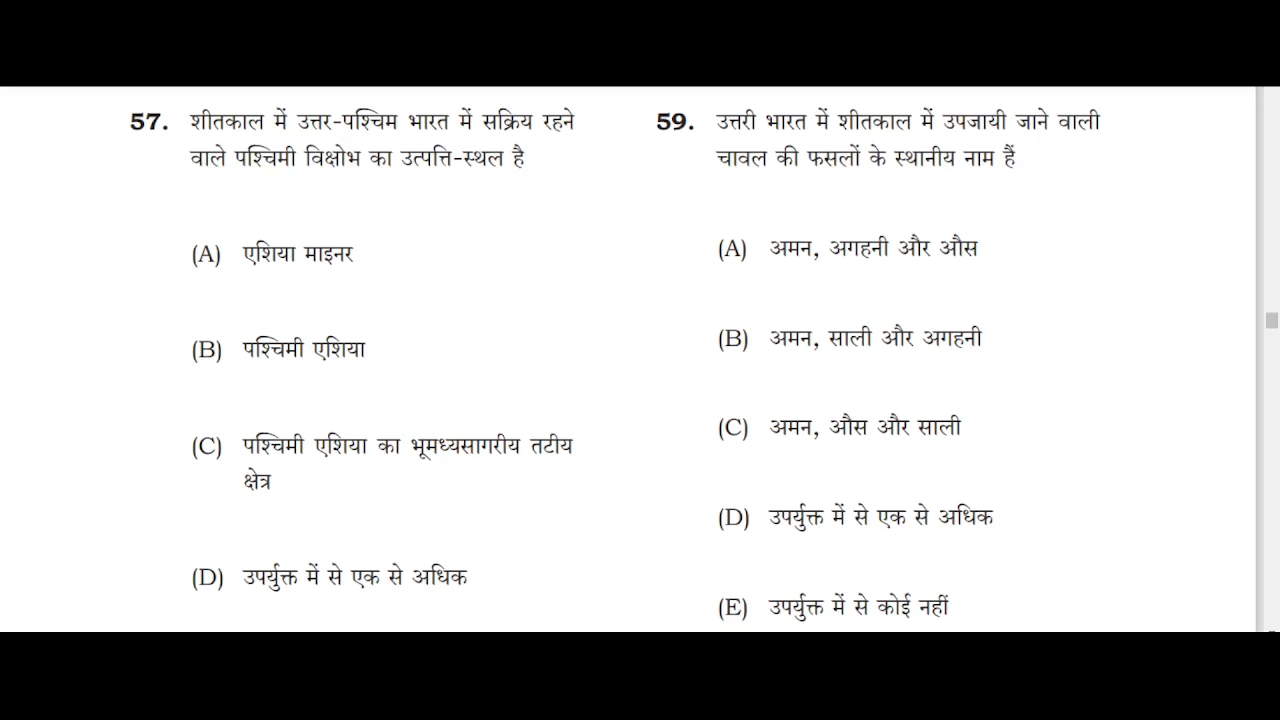 57. शीतकाल में उत्तर-पश्चिम भारत में सक्रिय रहने
वाले पश्चिमी विक्षोभ का उत्पत्ति-स्थल है
(A) एशिया माइनर
(B) पश्चिमी एशिया
(C) पश्चिमी एशिया का भूमध्यसागरीय तटीय
क्षेत्र
(D) उपर्युक्त में से एक से अधिक
59. उत्तरी भारत में शीतकाल में उपजायी जाने वाली
चावल की फसलों के स्थानीय नाम हैं
(A) अमन, अगहनी और औस
(B) अमन, साली और अगहनी
(C) अमन, औस और साली
(D) उपर्युक्त में से एक से अधिक
(E) उपर्युक्त में से कोई नहीं